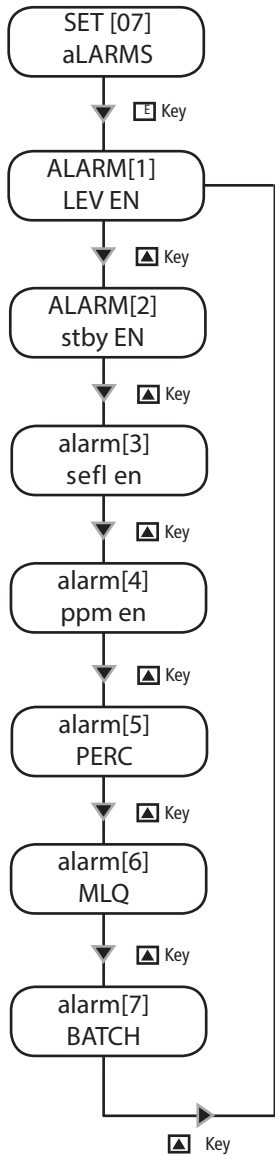 SET [07]
aLARMS
E Key
ALARM[1]
LEV EN
Key
ALARM[2]
stby EN
Key
alarm[3]
sefl en
Key
alarm[4]
ppm en
Key
alarm[5]
PERC
Key
alarm[6]
MLQ
Key
alarm[7]
BATCH
Key